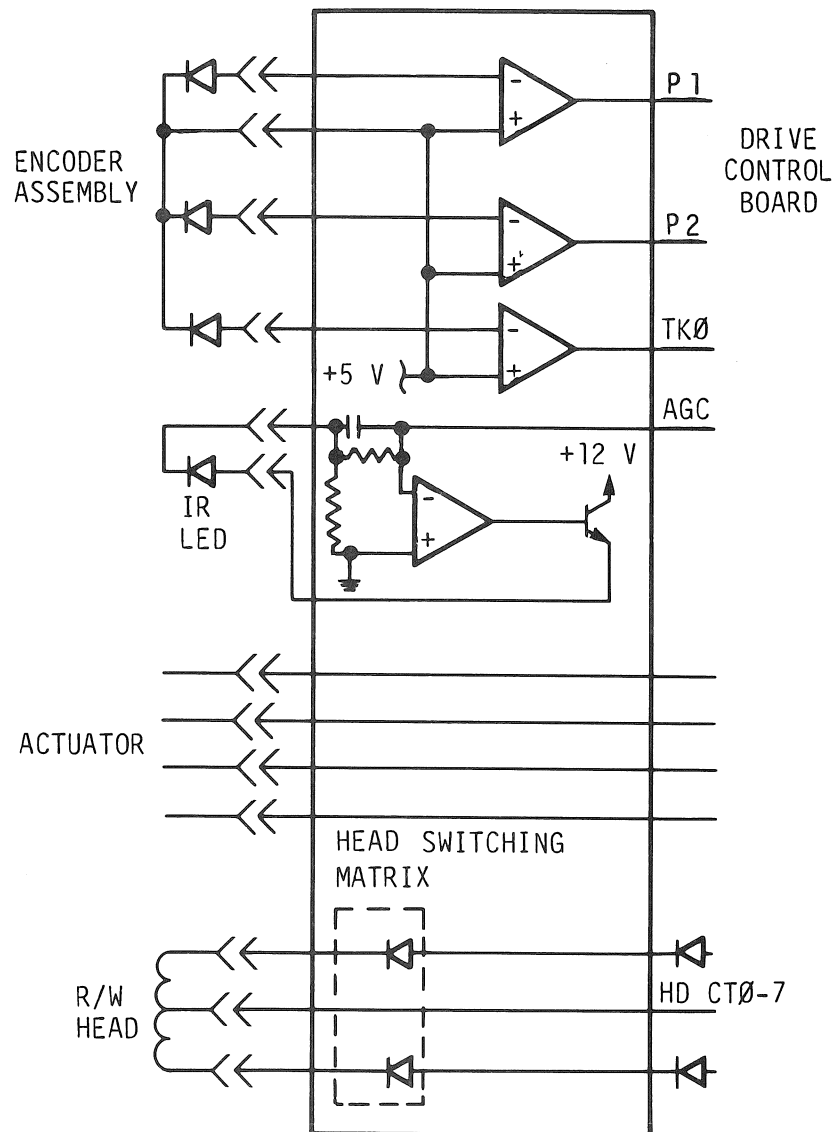 P1
-
+
DRIVE
CONTROL
BOARD
ENCODER
ASSEMBLY
P2
-
+
TKØ
-
+
+5 V
AGC
+12 V
IR
LED
-
+
ACTUATOR
HEAD SWITCHING
MATRIX
R/W
HEAD
HD CTØ-7